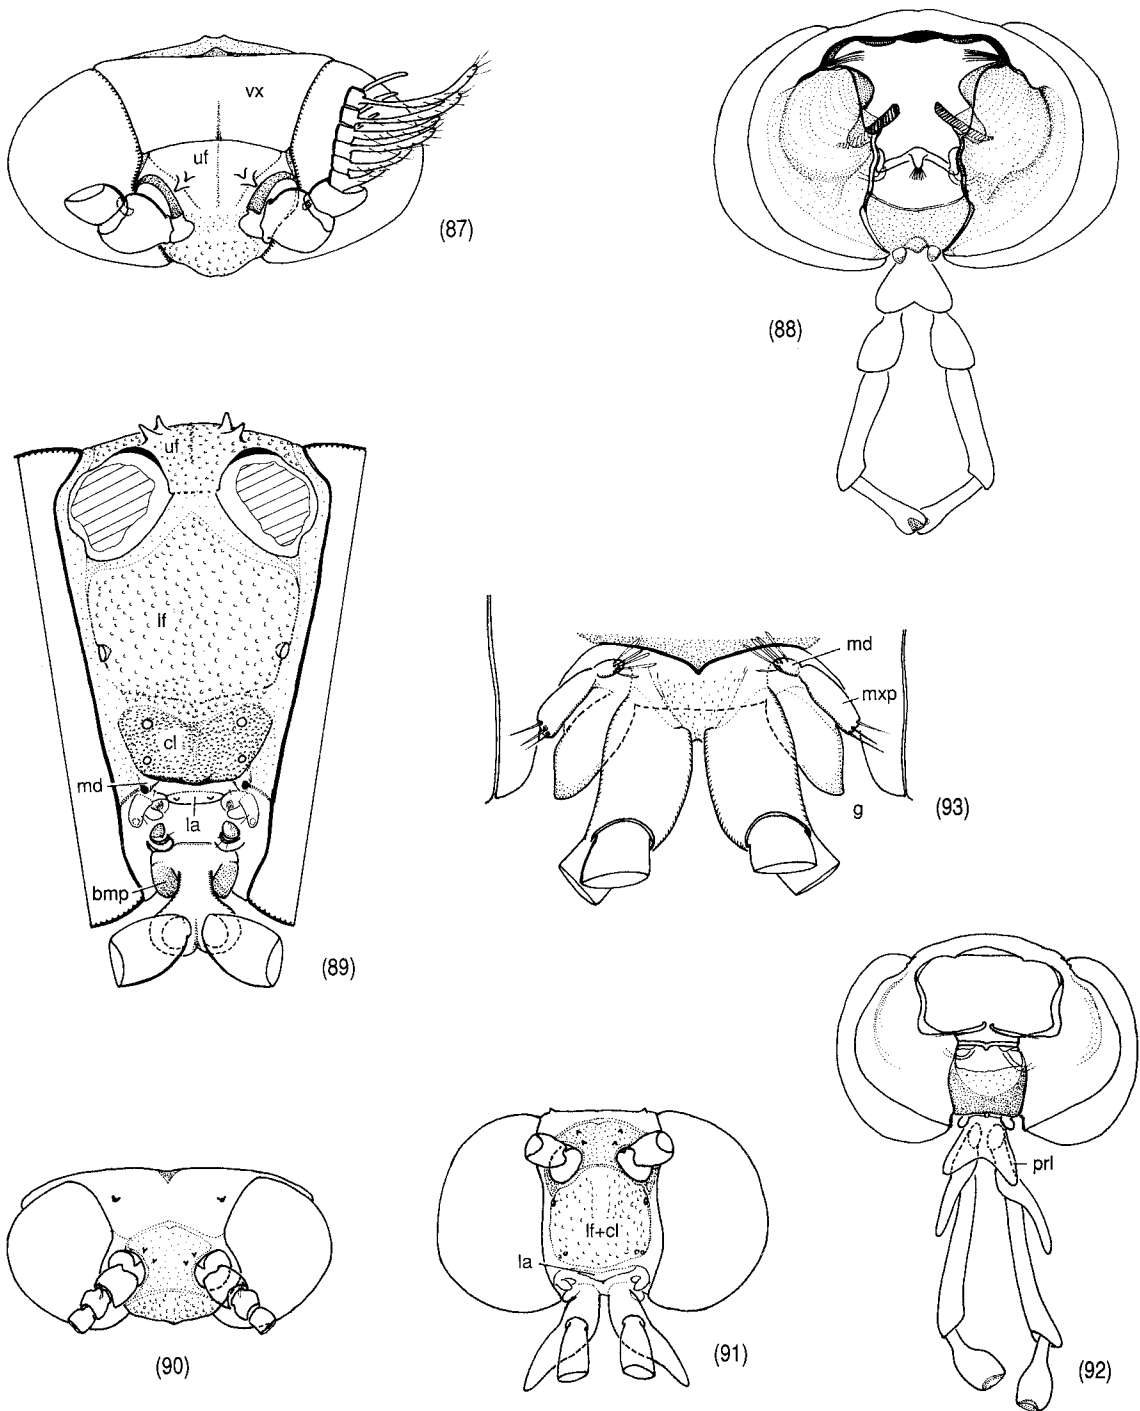 vx
uf
(87)
(88)
uf
lf
cl
md
la
bmp
(89)
md
mxp
g
(93)
prl
lf+cl
la
(90)
(91)
(92)